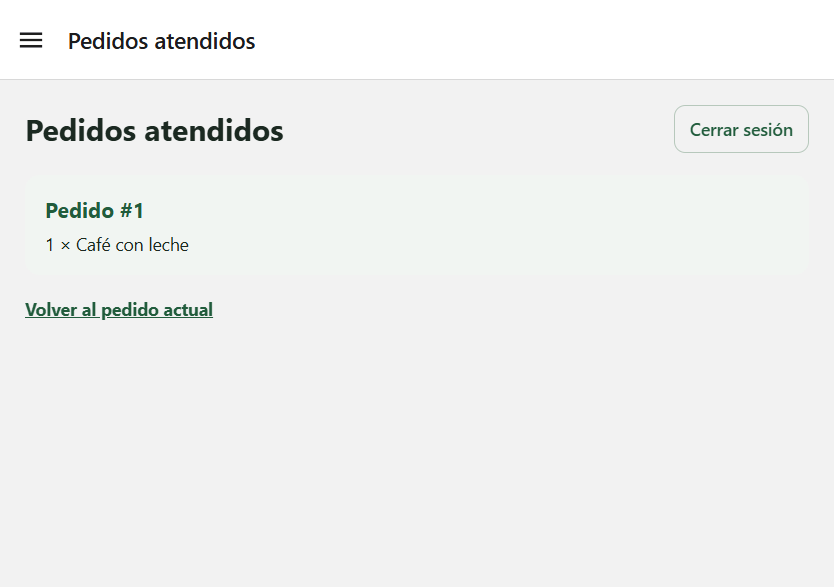 Pedidos atendidos
Pedidos atendidos
Cerrar sesión
Pedido #1
1 × Café con leche
Volver al pedido actual